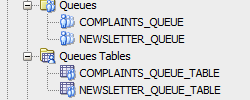 Queues
COMPLAINTS_QUEUE
NEWSLETTER_QUEUE
Queues Tables
COMPLAINTS_QUEUE_TABLE
NEWSLETTER_QUEUE_TABLE